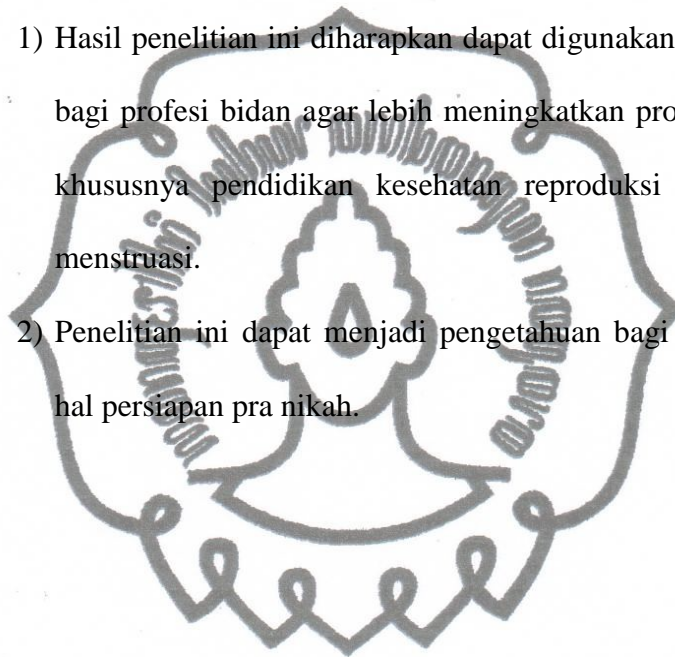 1) Hasil penelitian ini diharapkan dapat digunakan
bagi profesi bidan agar lebih meningkatkan pro
khususnya pendidikan kesehatan reproduksi
menstruasi.
2) Penelitian ini dapat menjadi pengetahuan bagi
hal persiapan pra nikah.